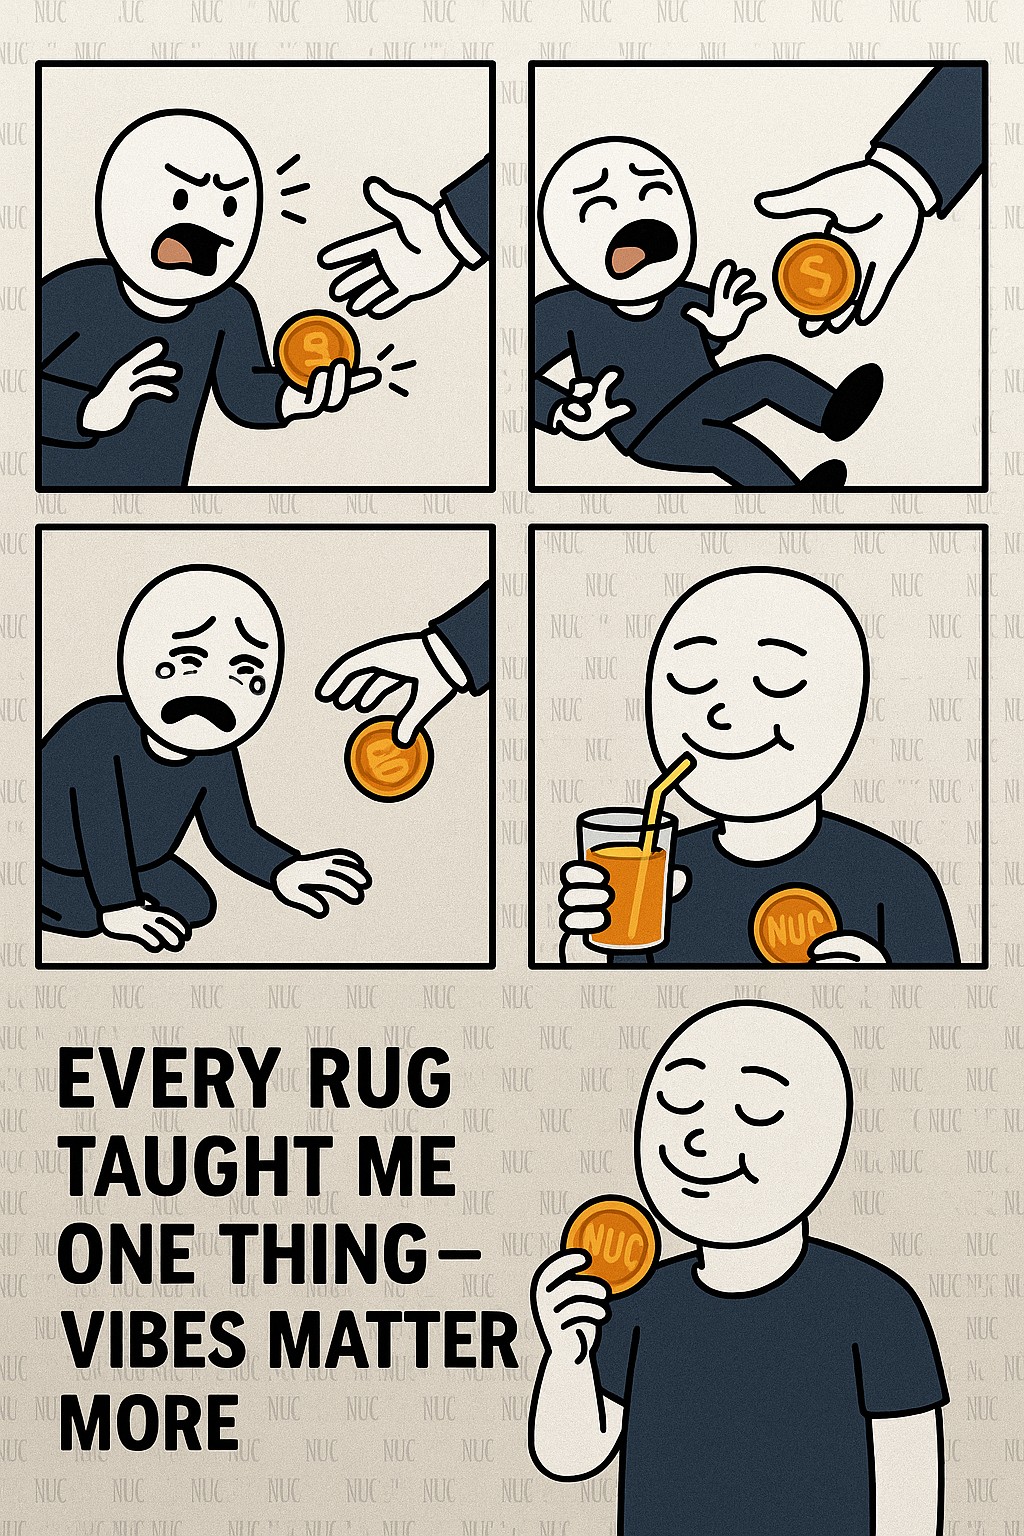 NUC
EVERY RUG
TAUGHT ME
ONE THING—
VIBES MATTER
MORE
NUC